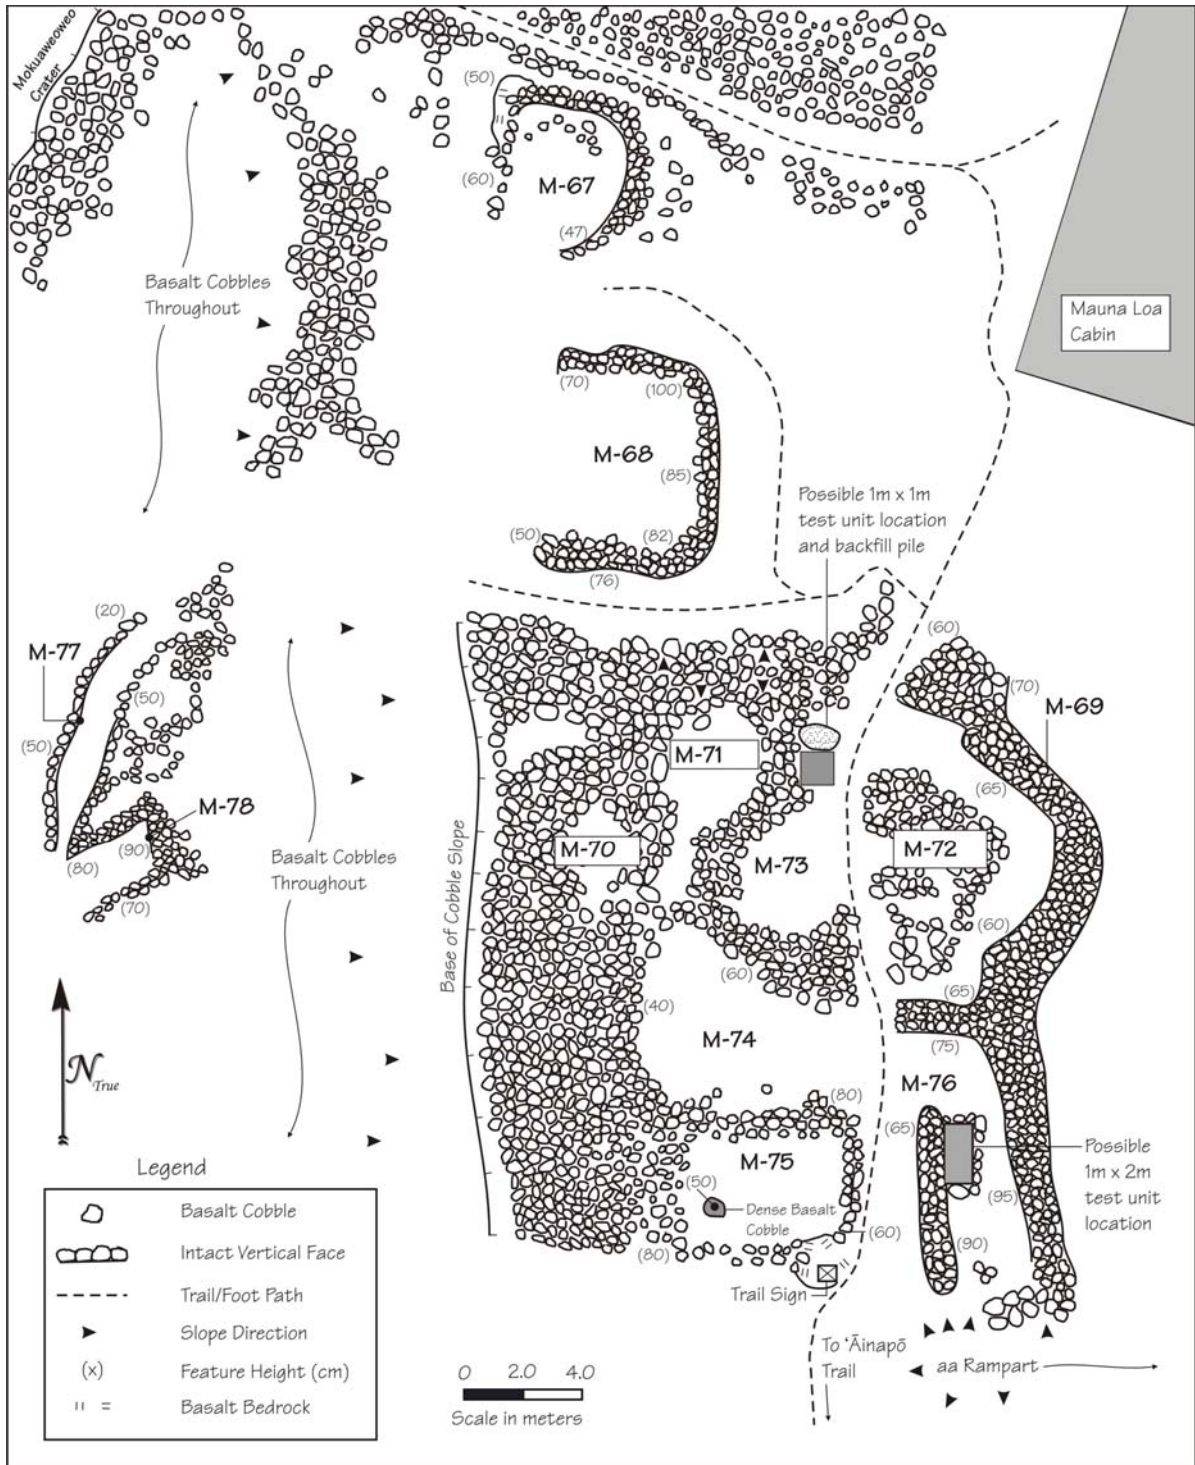 Mokuaweoweo
Crater
(50)
(60)
M-67
(47)
Basalt Cobbles
Throughout
Mauna Loa
Cabin
(70)
(100)
M-68
(85)
(50)
(82)
(76)
Possible 1m x 1m
test unit location
and backfill pile
(20)
M-77
(50)
(50)
M-78
(80)
(90)
(70)
Basalt Cobbles
Throughout
Base of Cobble Slope
(60)
(70)
M-69
M-71
(65)
M-70
M-73
M-72
(60)
(60)
(40)
(65)
M-74
(75)
M-76
(80)
(65)
M-75
(50)
Dense Basalt
Cobble
(60)
(80)
Trail Sign
(95)
(90)
Possible
1m x 2m
test unit
location
To ʻĀinapō
Trail
aa Rampart
N
True
Legend
Basalt Cobble
Intact Vertical Face
Trail/Foot Path
Slope Direction
(x) Feature Height (cm)
Basalt Bedrock
0 2.0 4.0
Scale in meters